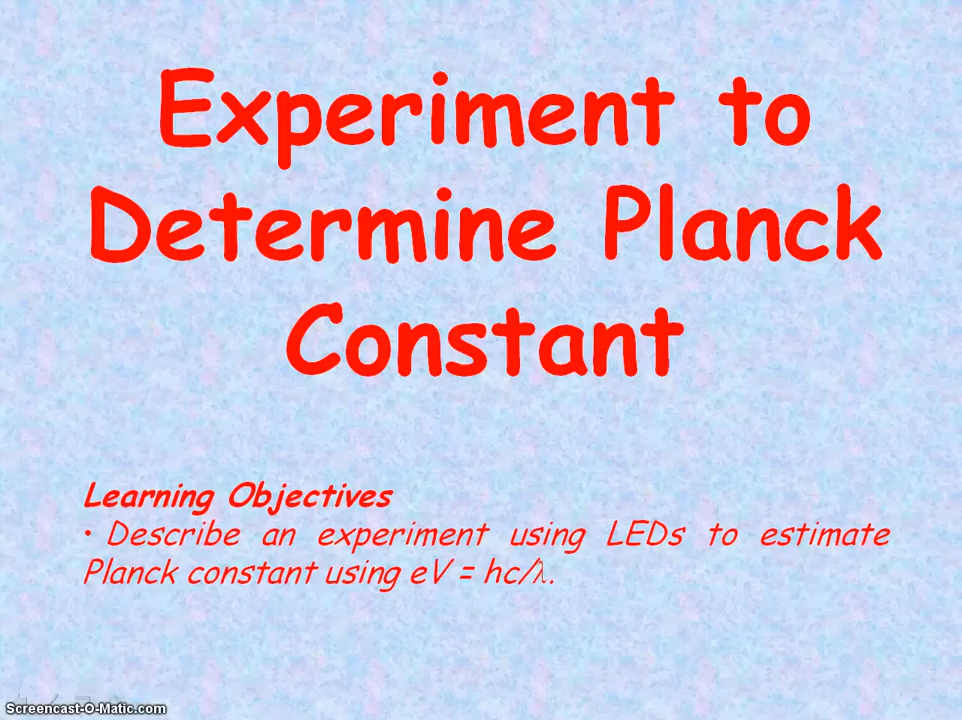 Experiment to
Determine Planck
Constant
Learning Objectives
• Describe an experiment using LEDs to estimate
Planck constant using eV = hc/λ.
Screencast-O-Matic.com